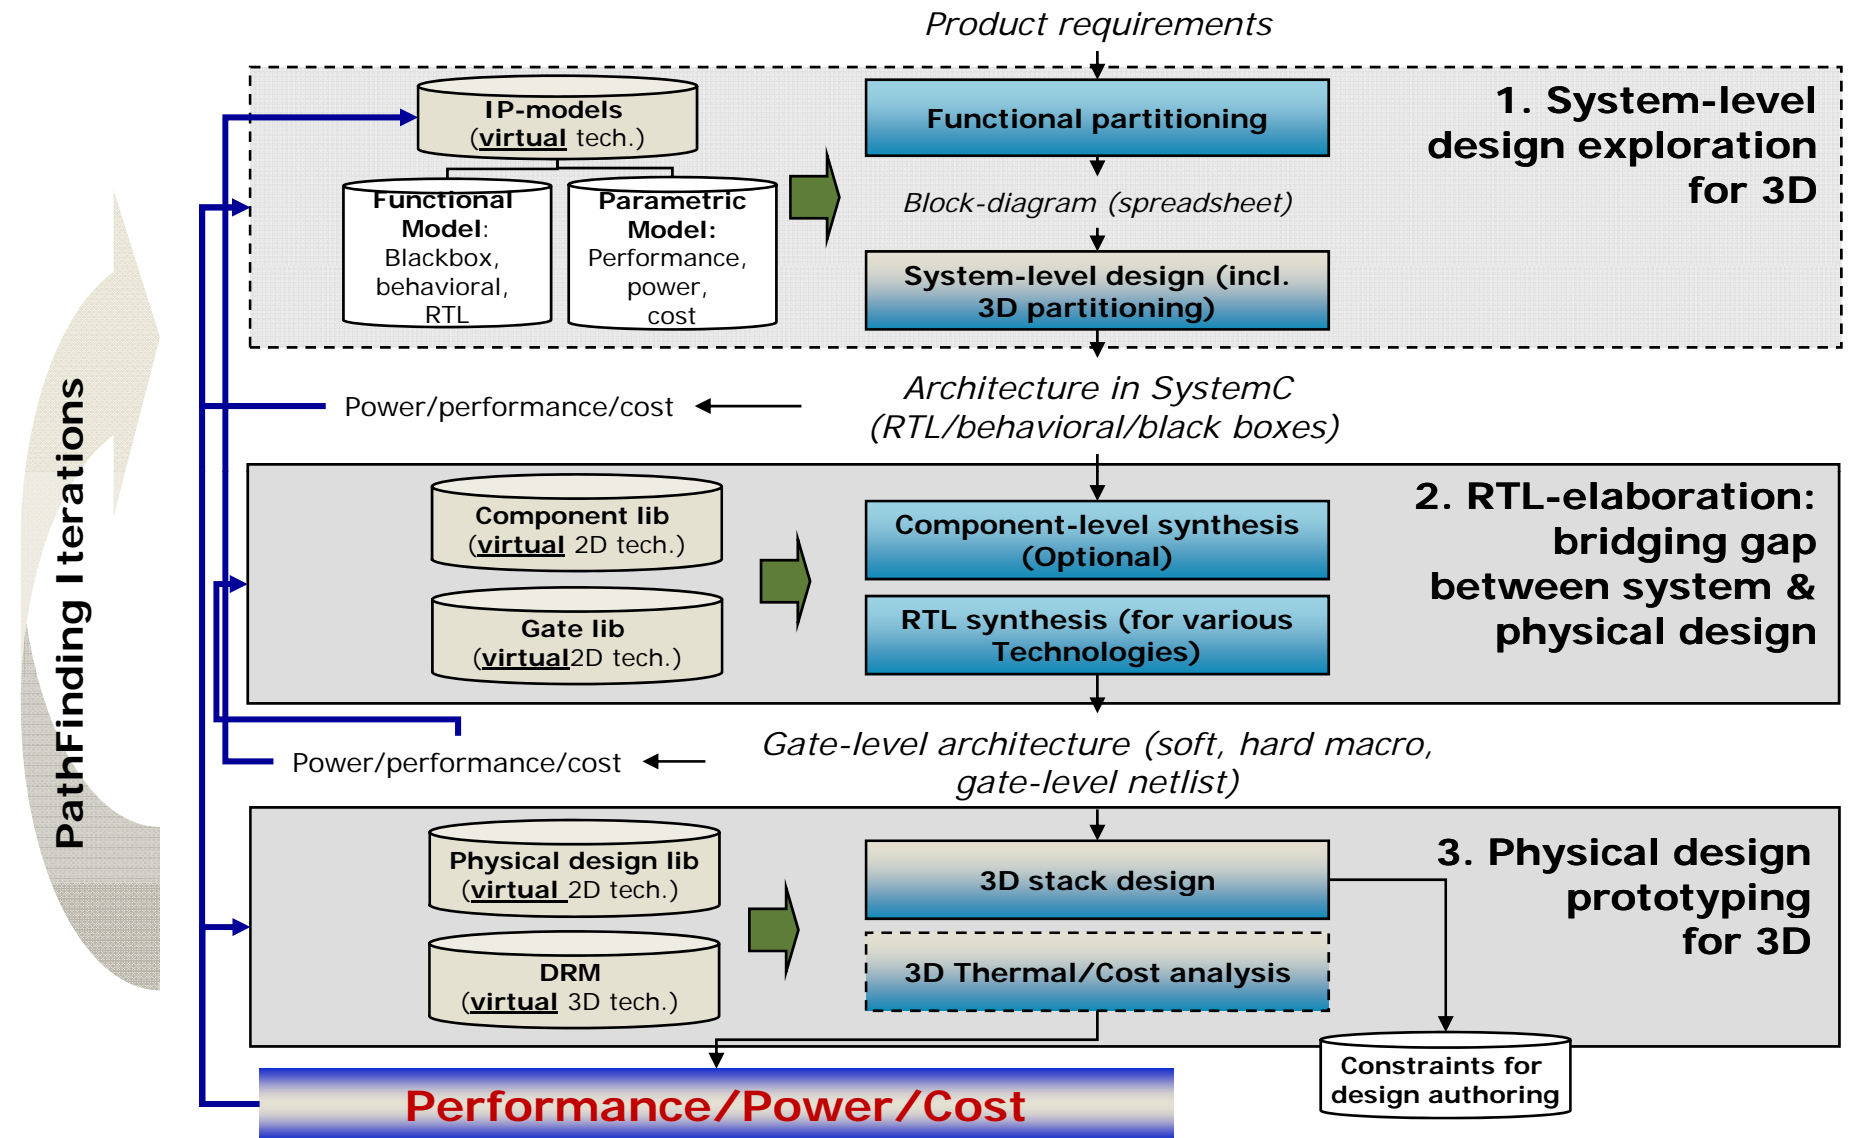 Product requirements
IP-models
(virtual tech.)
Functional
Model:
Blackbox,
behavioral,
RTL
Parametric
Model:
Performance,
power,
cost
Functional partitioning
Block-diagram (spreadsheet)
System-level design (incl.
3D partitioning)
1. System-level
design exploration
for 3D
PathFinding Iterations
Power/performance/cost
Architecture in SystemC
(RTL/behavioral/black boxes)
Component lib
(virtual 2D tech.)
Gate lib
(virtual2D tech.)
Component-level synthesis
(Optional)
RTL synthesis (for various
Technologies)
2. RTL-elaboration:
bridging gap
between system &
physical design
Power/performance/cost
Gate-level architecture (soft, hard macro,
gate-level netlist)
Physical design lib
(virtual 2D tech.)
DRM
(virtual 3D tech.)
3D stack design
3D Thermal/Cost analysis
3. Physical design
prototyping
for 3D
Constraints for
design authoring
Performance/Power/Cost